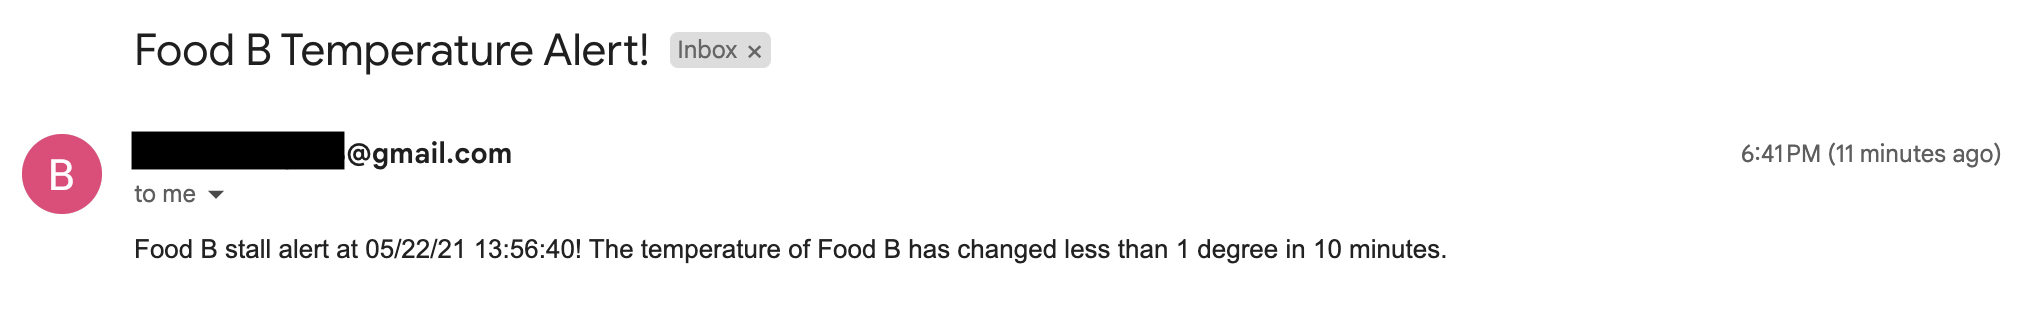 Food B Temperature Alert! Inbox ×
B
@gmail.com 6:41 PM (11 minutes ago)
to me
Food B stall alert at 05/22/21 13:56:40! The temperature of Food B has changed less than 1 degree in 10 minutes.